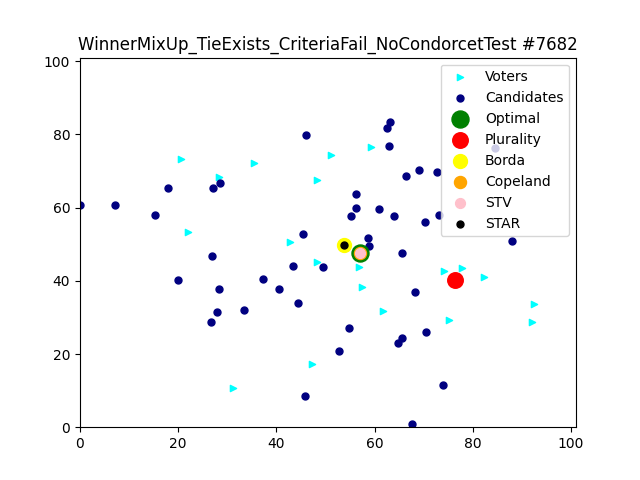 WinnerMixUp_TieExists_CriteriaFail_NoCondorcetTest #7682
100
80
60
40
20
0
0 20 40 60 80 100
Voters
Candidates
Optimal
Plurality
Borda
Copeland
STV
STAR